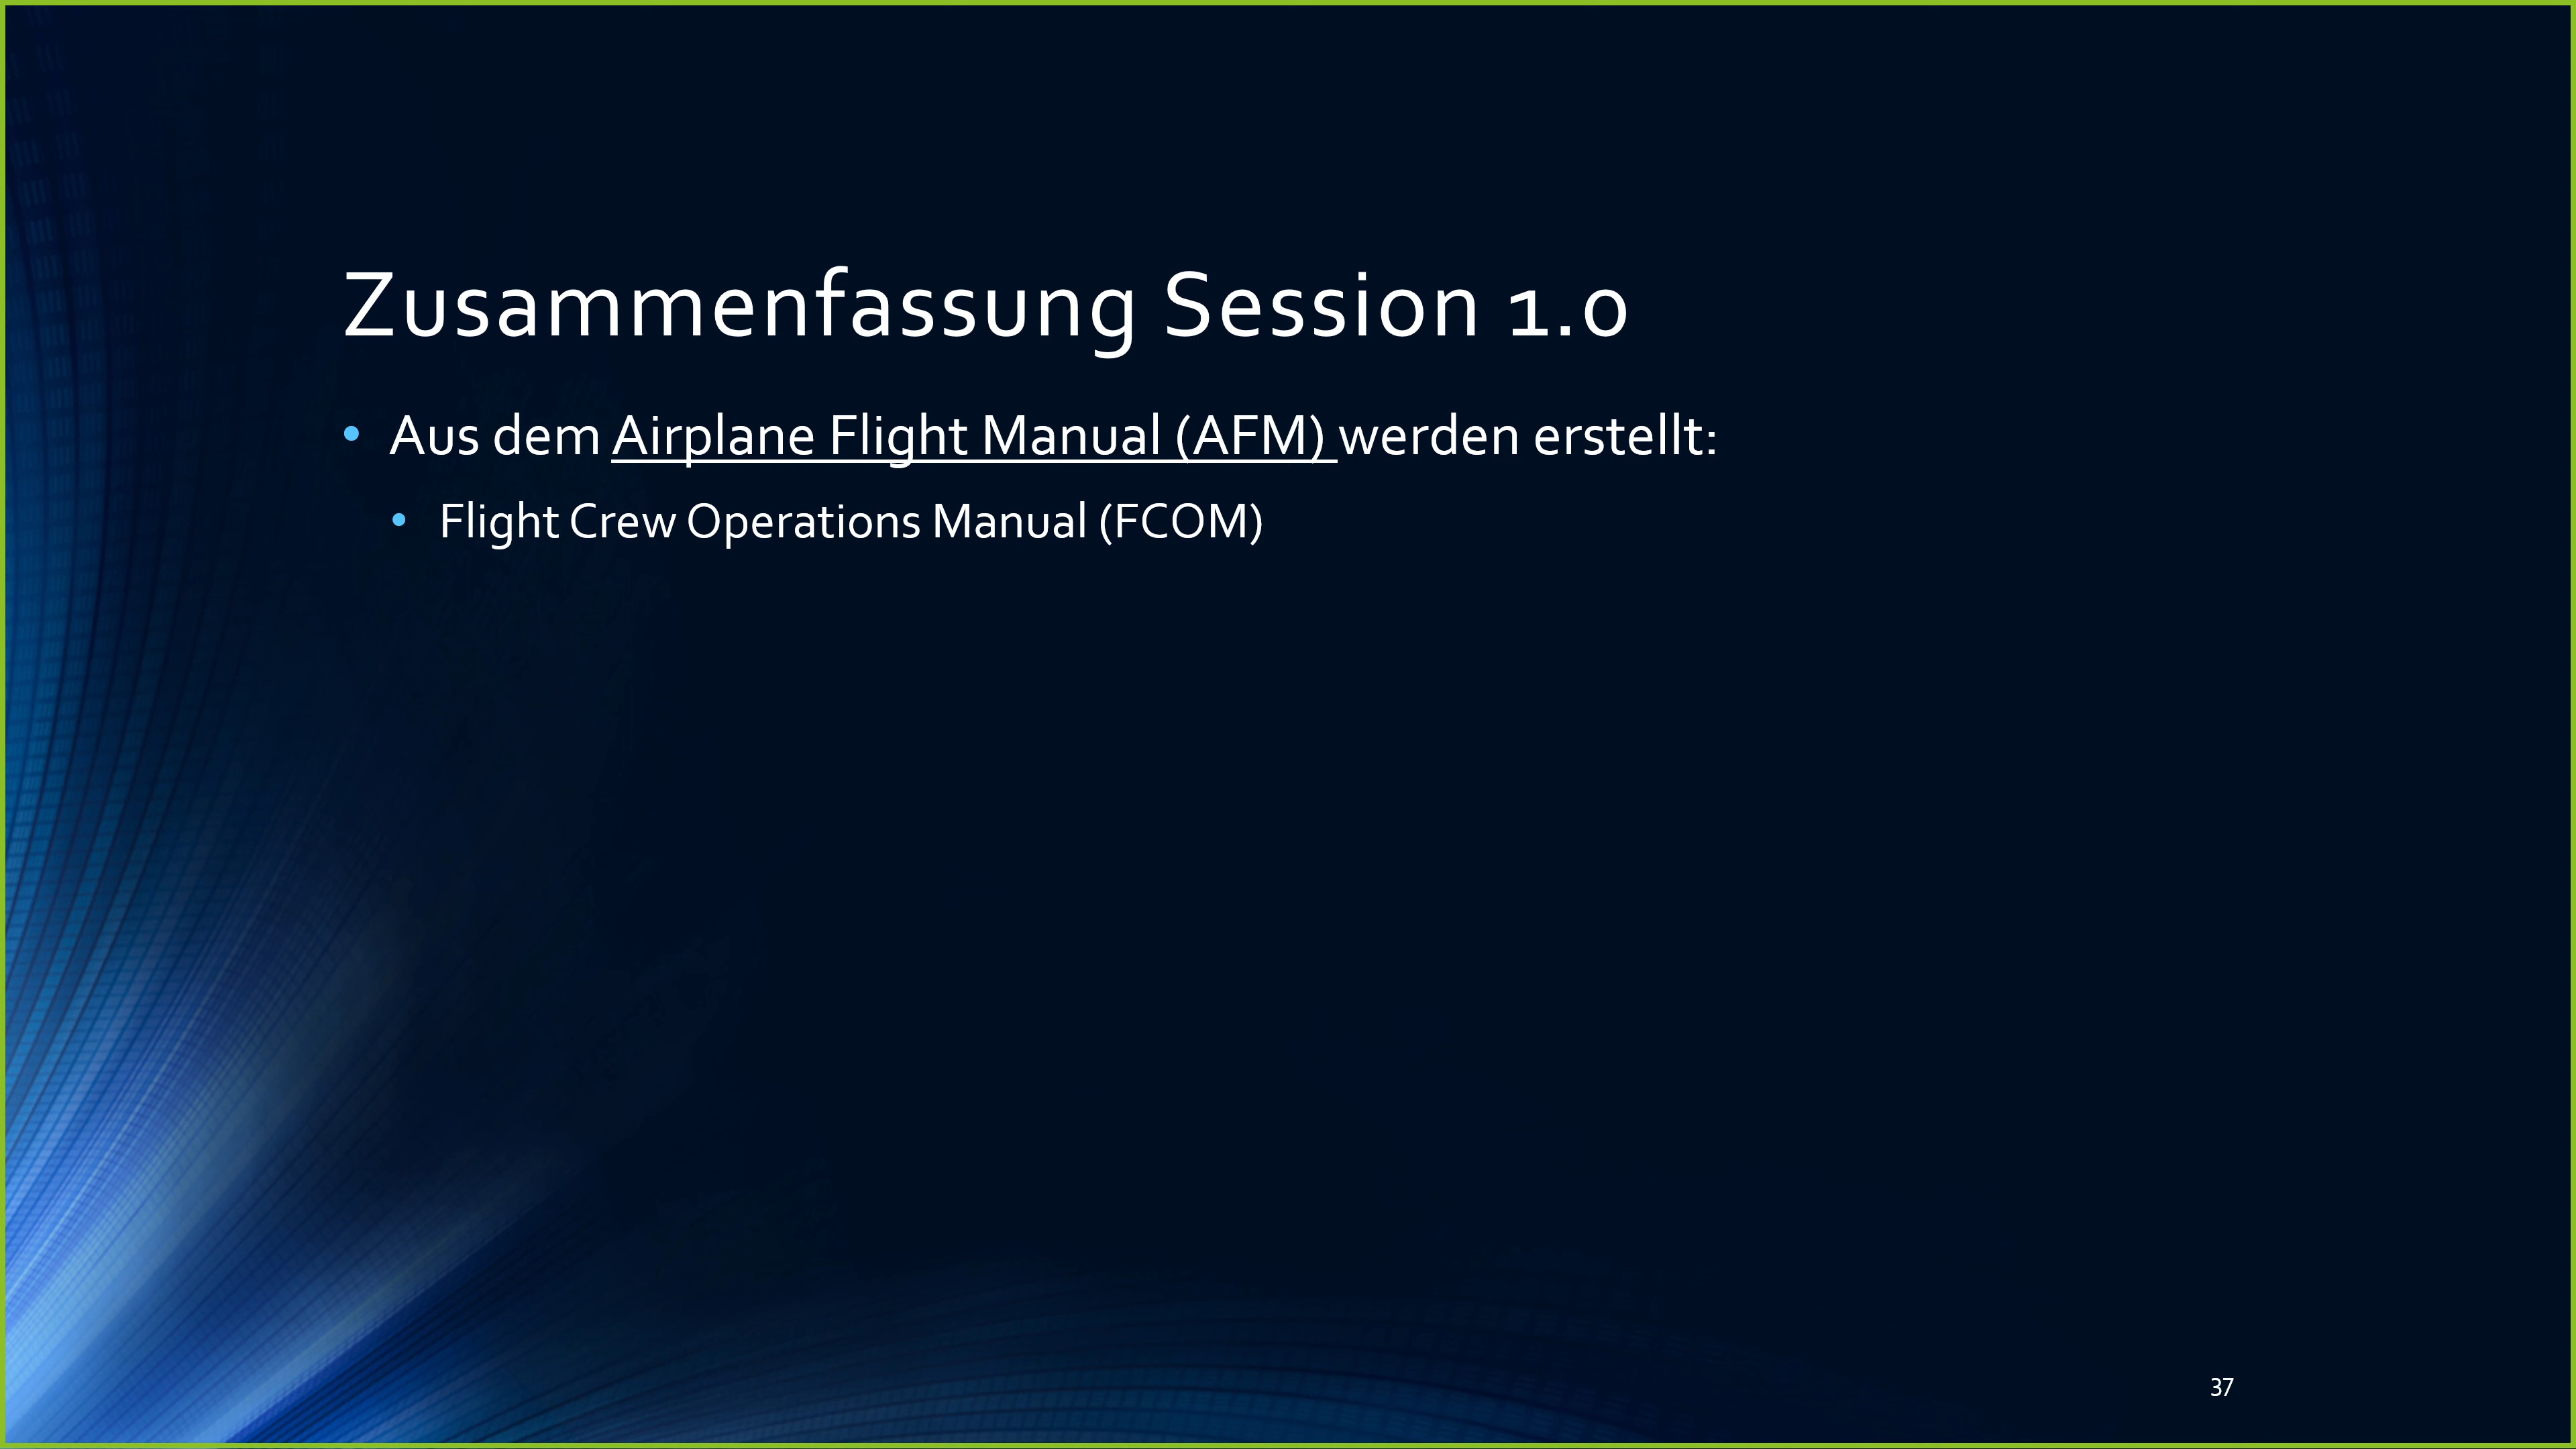 Zusammenfassung Session 1.0
• Aus dem Airplane Flight Manual (AFM) werden erstellt:
• Flight Crew Operations Manual (FCOM)
37